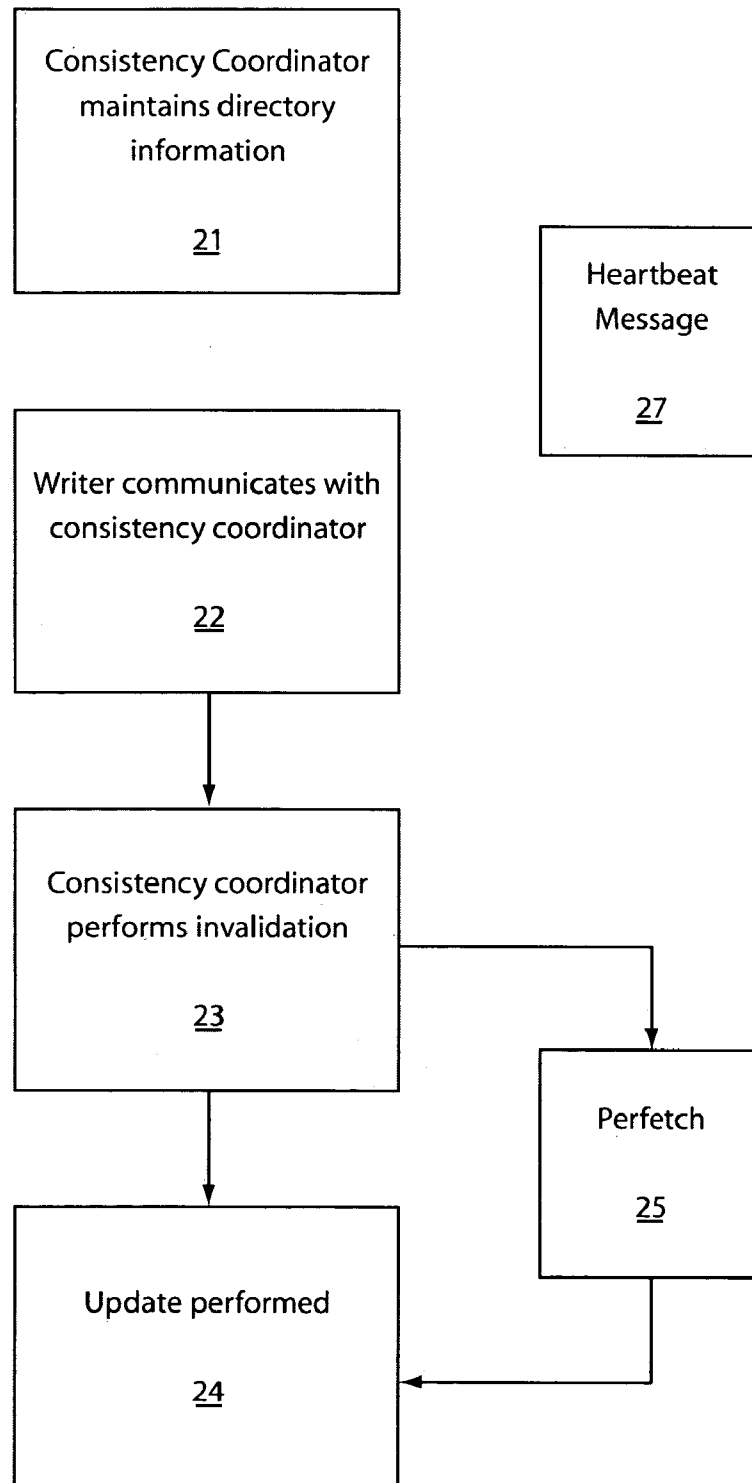 Consistency Coordinator
maintains directory
information
21
Heartbeat
Message
27
Writer communicates with
consistency coordinator
22
Consistency coordinator
performs invalidation
23
Perfetch
25
Update performed
24